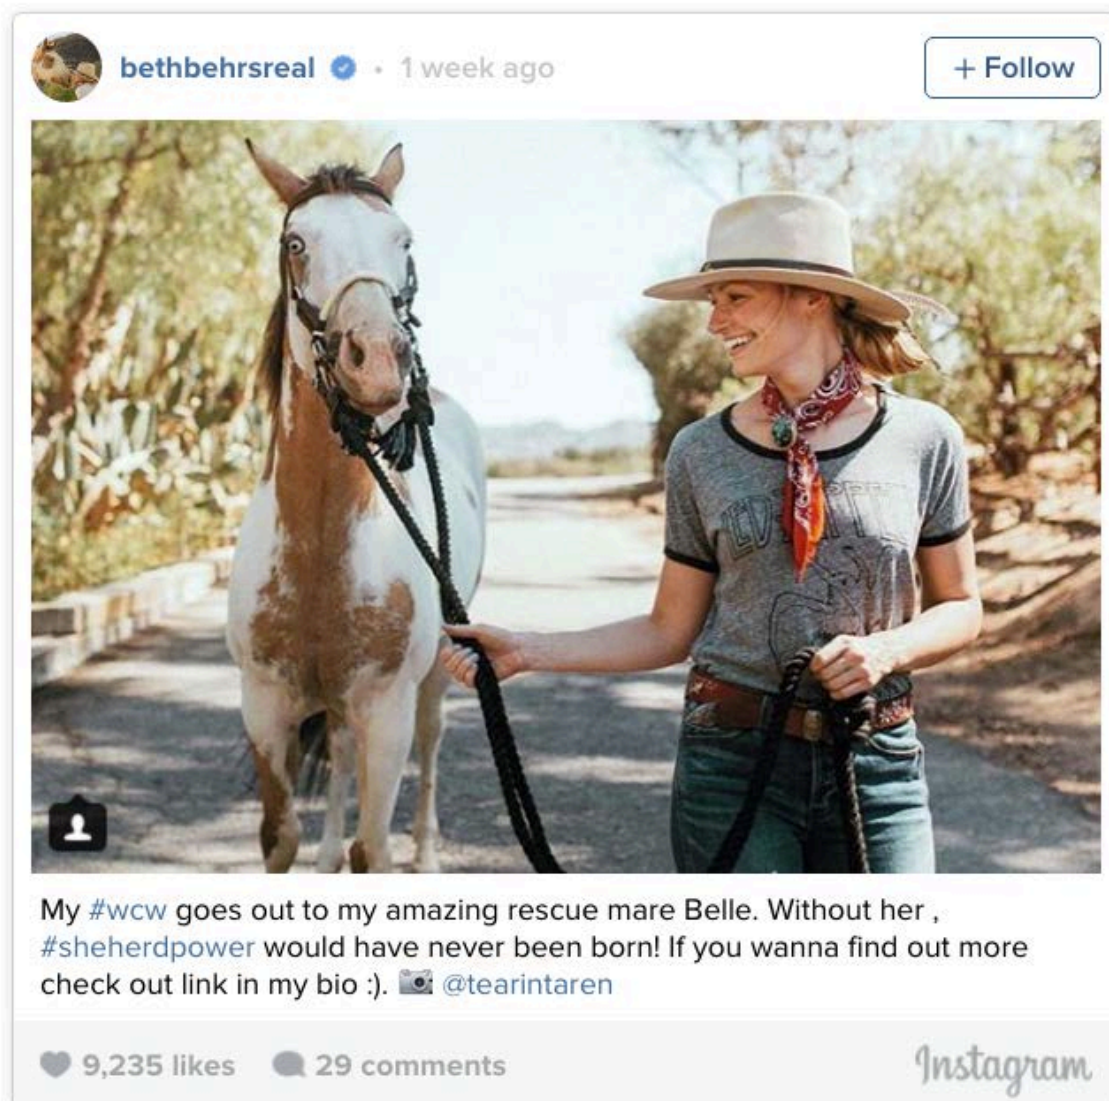 bethbehrsreal • 1 week ago
+ Follow
My #wcw goes out to my amazing rescue mare Belle. Without her ,
#sheherdpower would have never been born! If you wanna find out more
check out link in my bio :). 📷 @tearintaren
9,235 likes 29 comments
Instagram